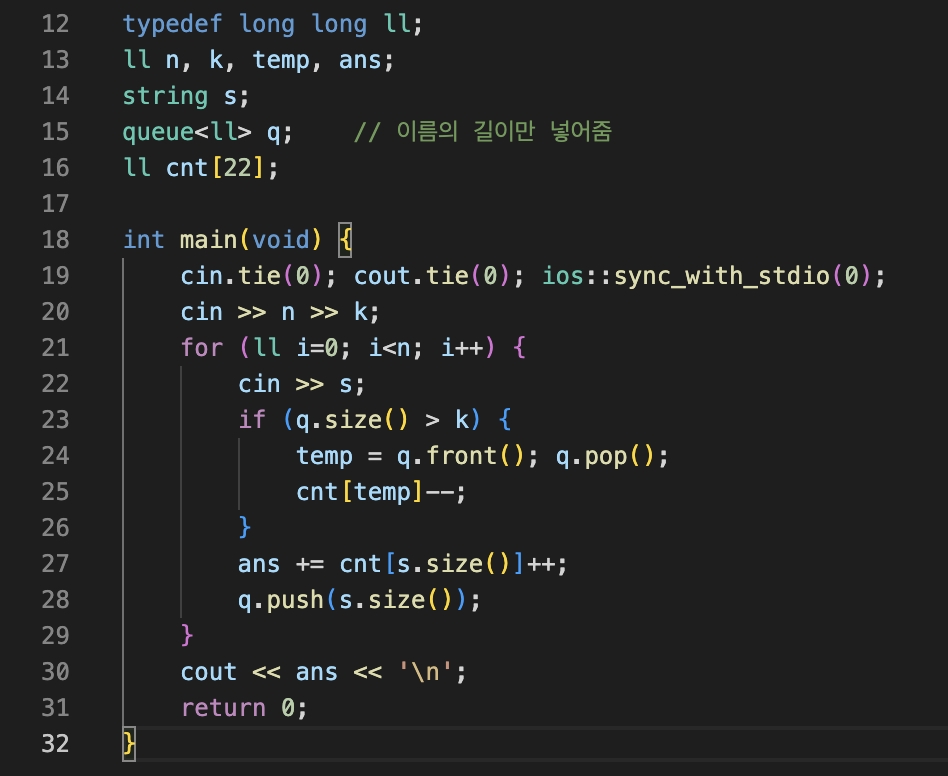 12 typedef long long ll;
13 ll n, k, temp, ans;
14 string s;
15 queue<ll> q;    // 이름의 길이만 넣어줌
16 ll cnt[22];
17
18 int main(void) {
19     cin.tie(0); cout.tie(0); ios::sync_with_stdio(0);
20     cin >> n >> k;
21     for (ll i=0; i<n; i++) {
22         cin >> s;
23         if (q.size() > k) {
24             temp = q.front(); q.pop();
25             cnt[temp]--;
26         }
27         ans += cnt[s.size()]++;
28         q.push(s.size());
29     }
30     cout << ans << '\n';
31     return 0;
32 }